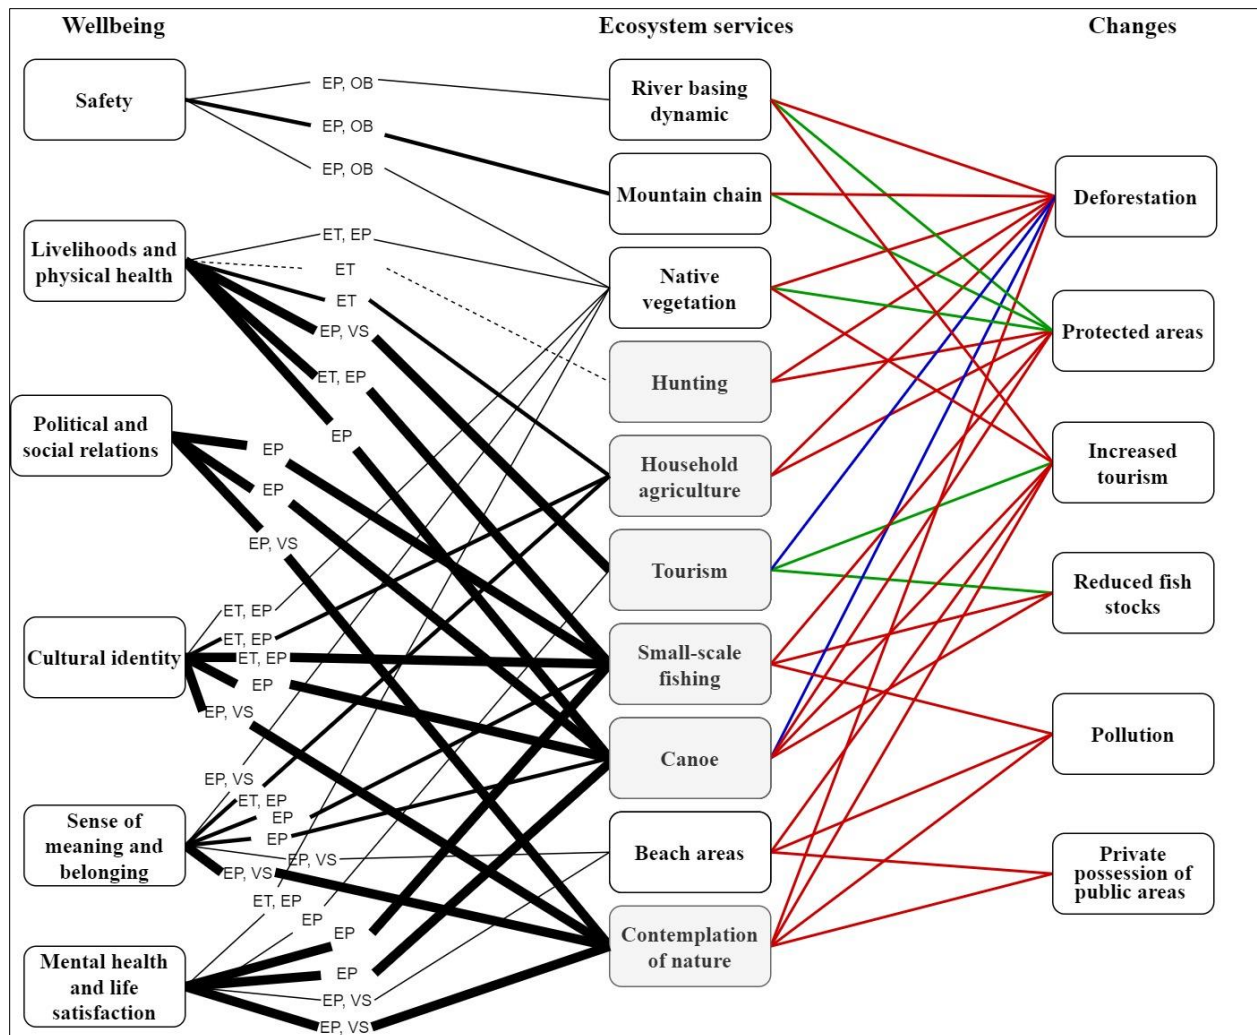 Wellbeing
Ecosystem services
Changes
Safety
Livelihoods and
physical health
Political and
social relations
Cultural identity
Sense of
meaning and
belonging
Mental health
and life
satisfaction
EP, OB
EP, OB
EP, OB
ET, EP
ET
ET
EP, VS
ET, EP
EP
EP
EP
EP, VS
ET, EP
ET, EP
ET, EP
EP
EP, VS
EP, VS
ET, EP
EP
EP
EP, VS
EP, VS
ET, EP
EP
EP
EP
EP, VS
EP, VS
River basing
dynamic
Mountain chain
Native
vegetation
Hunting
Household
agriculture
Tourism
Small-scale
fishing
Canoe
Beach areas
Contemplation
of nature
Deforestation
Protected areas
Increased
tourism
Reduced fish
stocks
Pollution
Private
possession of
public areas